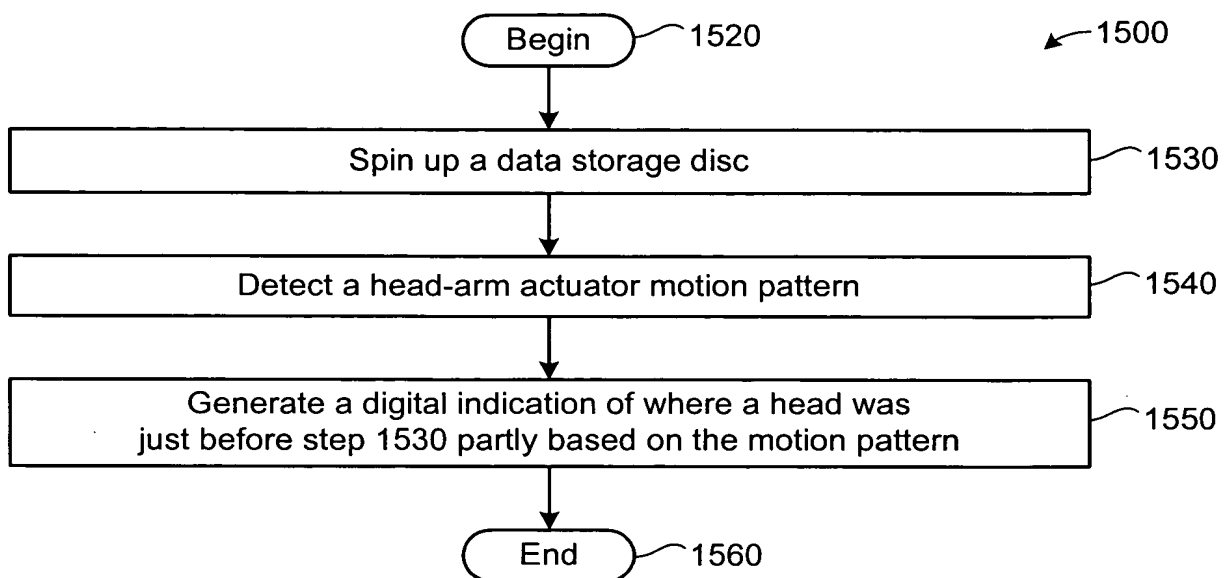 Begin
1520
1500
Spin up a data storage disc
1530
Detect a head-arm actuator motion pattern
1540
Generate a digital indication of where a head was
just before step 1530 partly based on the motion pattern
1550
End
1560